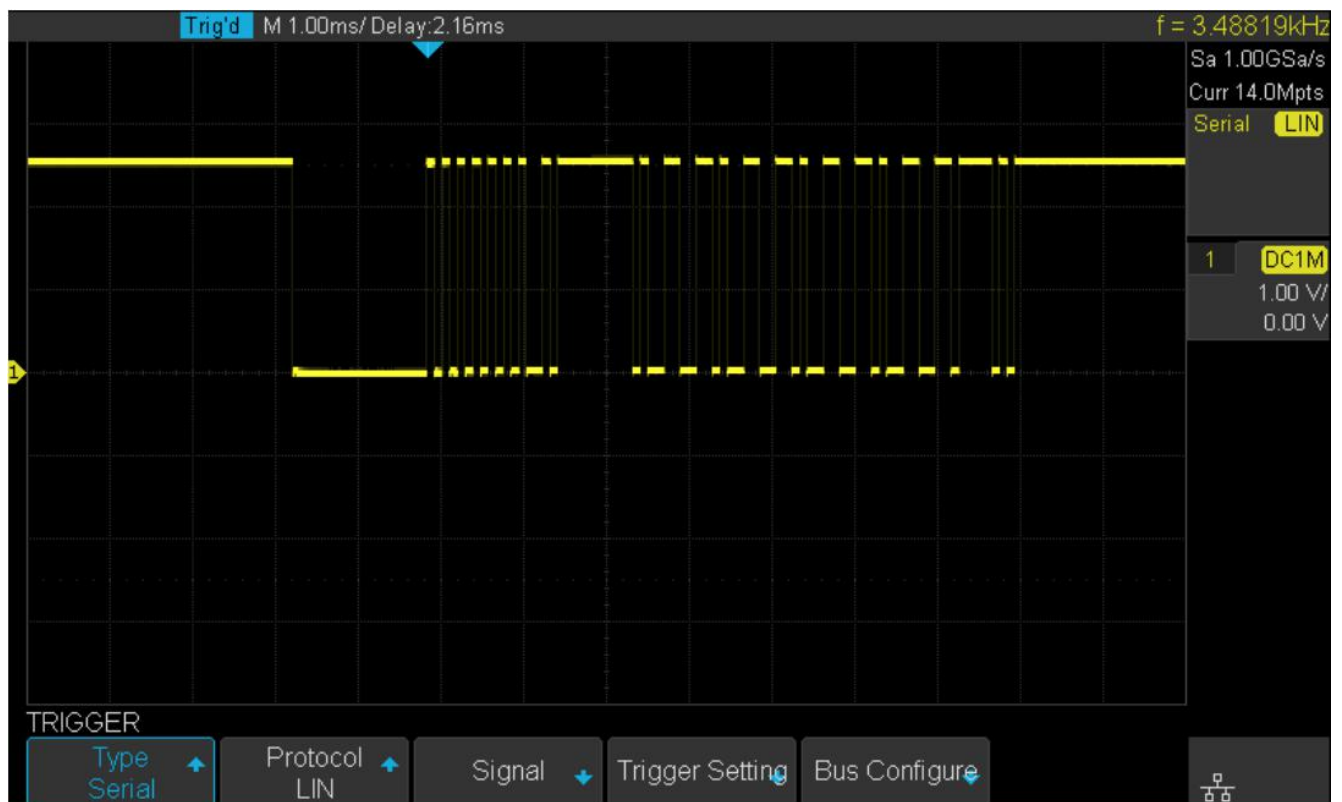 Trig'd M 1.00ms/ Delay:2.16ms f = 3.48819kHz
Sa 1.00GSa/s
Curr 14.0Mpts
Serial LIN
1 DC1M
1.00 V/
0.00 V
1
TRIGGER
Type Protocol Signal Trigger Setting Bus Configure
Serial LIN